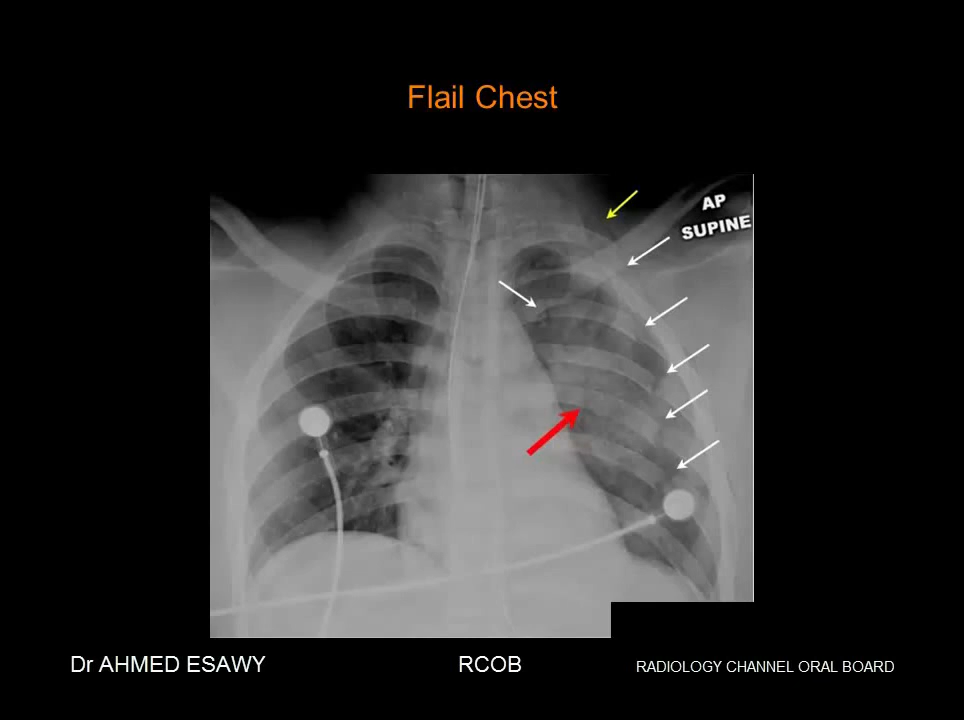 Flail Chest
AP
SUPINE
Dr AHMED ESAWY
RCOB
RADIOLOGY CHANNEL ORAL BOARD